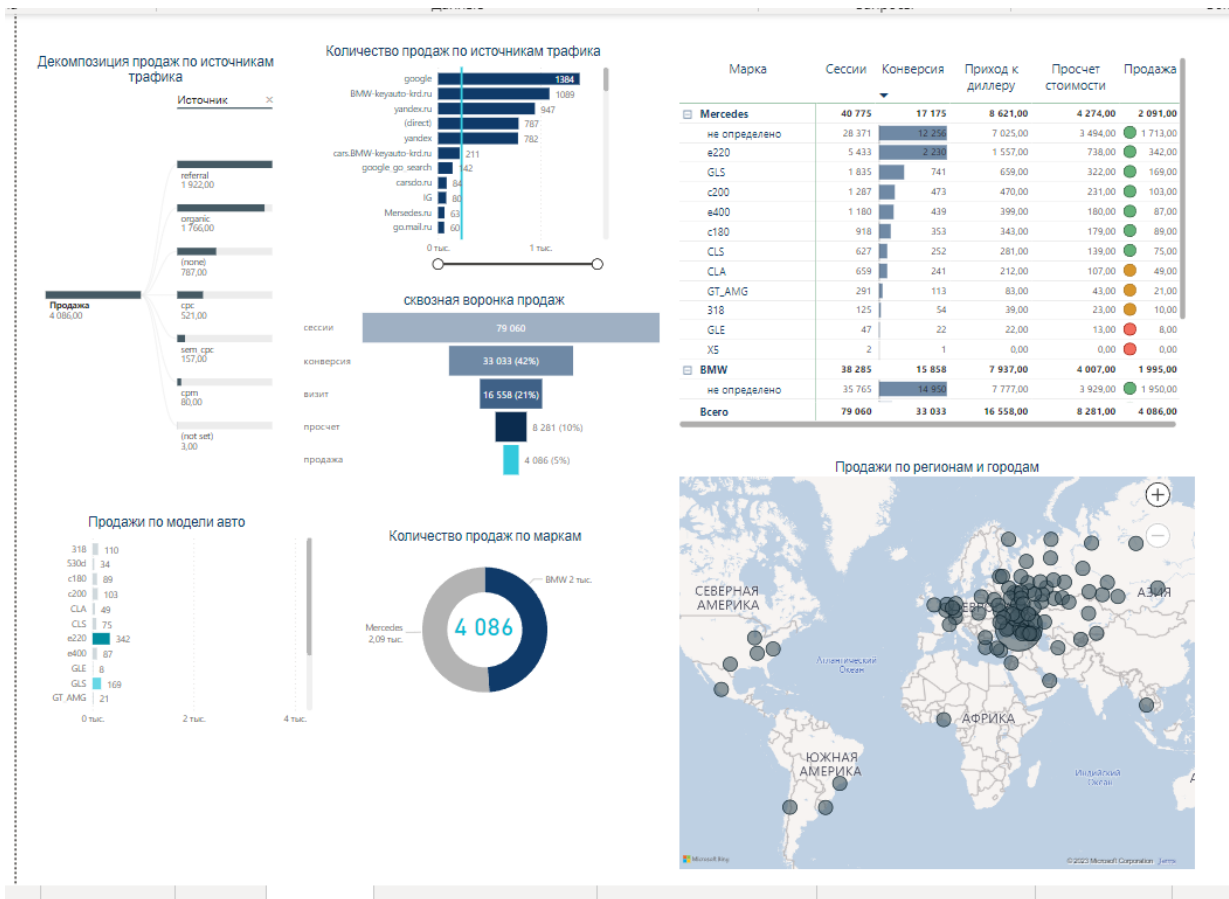 Декомпозиция продаж по источникам
трафика
Источник ×
Продажа
4 086,00
referral
1 922,00
organic
1 766,00
(none)
787,00
cpc
521,00
sem_cpc
157,00
cpm
80,00
(not set)
3,00
Количество продаж по источникам трафика
google 1384
BMW-keyauto-krd.ru 1089
yandex.ru 947
(direct) 787
yandex 782
cars.BMW-keyauto-krd.ru 211
google_go_search 142
carsdo.ru 84
IG 80
Mersedes.ru 63
go.mail.ru 60
0 тыс. 1 тыс.
сквозная воронка продаж
сессии 79 060
конверсия 33 033 (42%)
визит 16 558 (21%)
просчет 8 281 (10%)
продажа 4 086 (5%)
Марка Сессии Конверсия Приход к Просчет Продажа
диллеру стоимости
Mercedes 40 775 17 175 8 621,00 4 274,00 2 091,00
не определено 28 371 12 256 7 025,00 3 494,00 1 713,00
e220 5 433 2 230 1 557,00 738,00 342,00
GLS 1 835 741 659,00 322,00 169,00
c200 1 287 473 470,00 231,00 103,00
e400 1 180 439 399,00 180,00 87,00
c180 918 353 343,00 179,00 89,00
CLS 627 252 281,00 139,00 75,00
CLA 659 241 212,00 107,00 49,00
GT_AMG 291 113 83,00 43,00 21,00
318 125 54 39,00 23,00 10,00
GLE 47 22 22,00 13,00 8,00
X5 2 1 0,00 0,00 0,00
BMW 38 285 15 858 7 937,00 4 007,00 1 995,00
не определено 35 765 14 950 7 777,00 3 929,00 1 950,00
Всего 79 060 33 033 16 558,00 8 281,00 4 086,00
Продажи по модели авто
318 110
530d 34
c180 89
c200 103
CLA 49
CLS 75
e220 342
e400 87
GLE 8
GLS 169
GT_AMG 21
0 тыс. 2 тыс. 4 тыс.
Количество продаж по маркам
BMW 2 тыс.
Mercedes
2,09 тыс.
4 086
Продажи по регионам и городам
СЕВЕРНАЯ
АМЕРИКА
АЗИЯ
Атлантический
Океан
АФРИКА
ЮЖНАЯ
АМЕРИКА
Индийский
Океан
Microsoft Bing
© 2023 Microsoft Corporation Terms